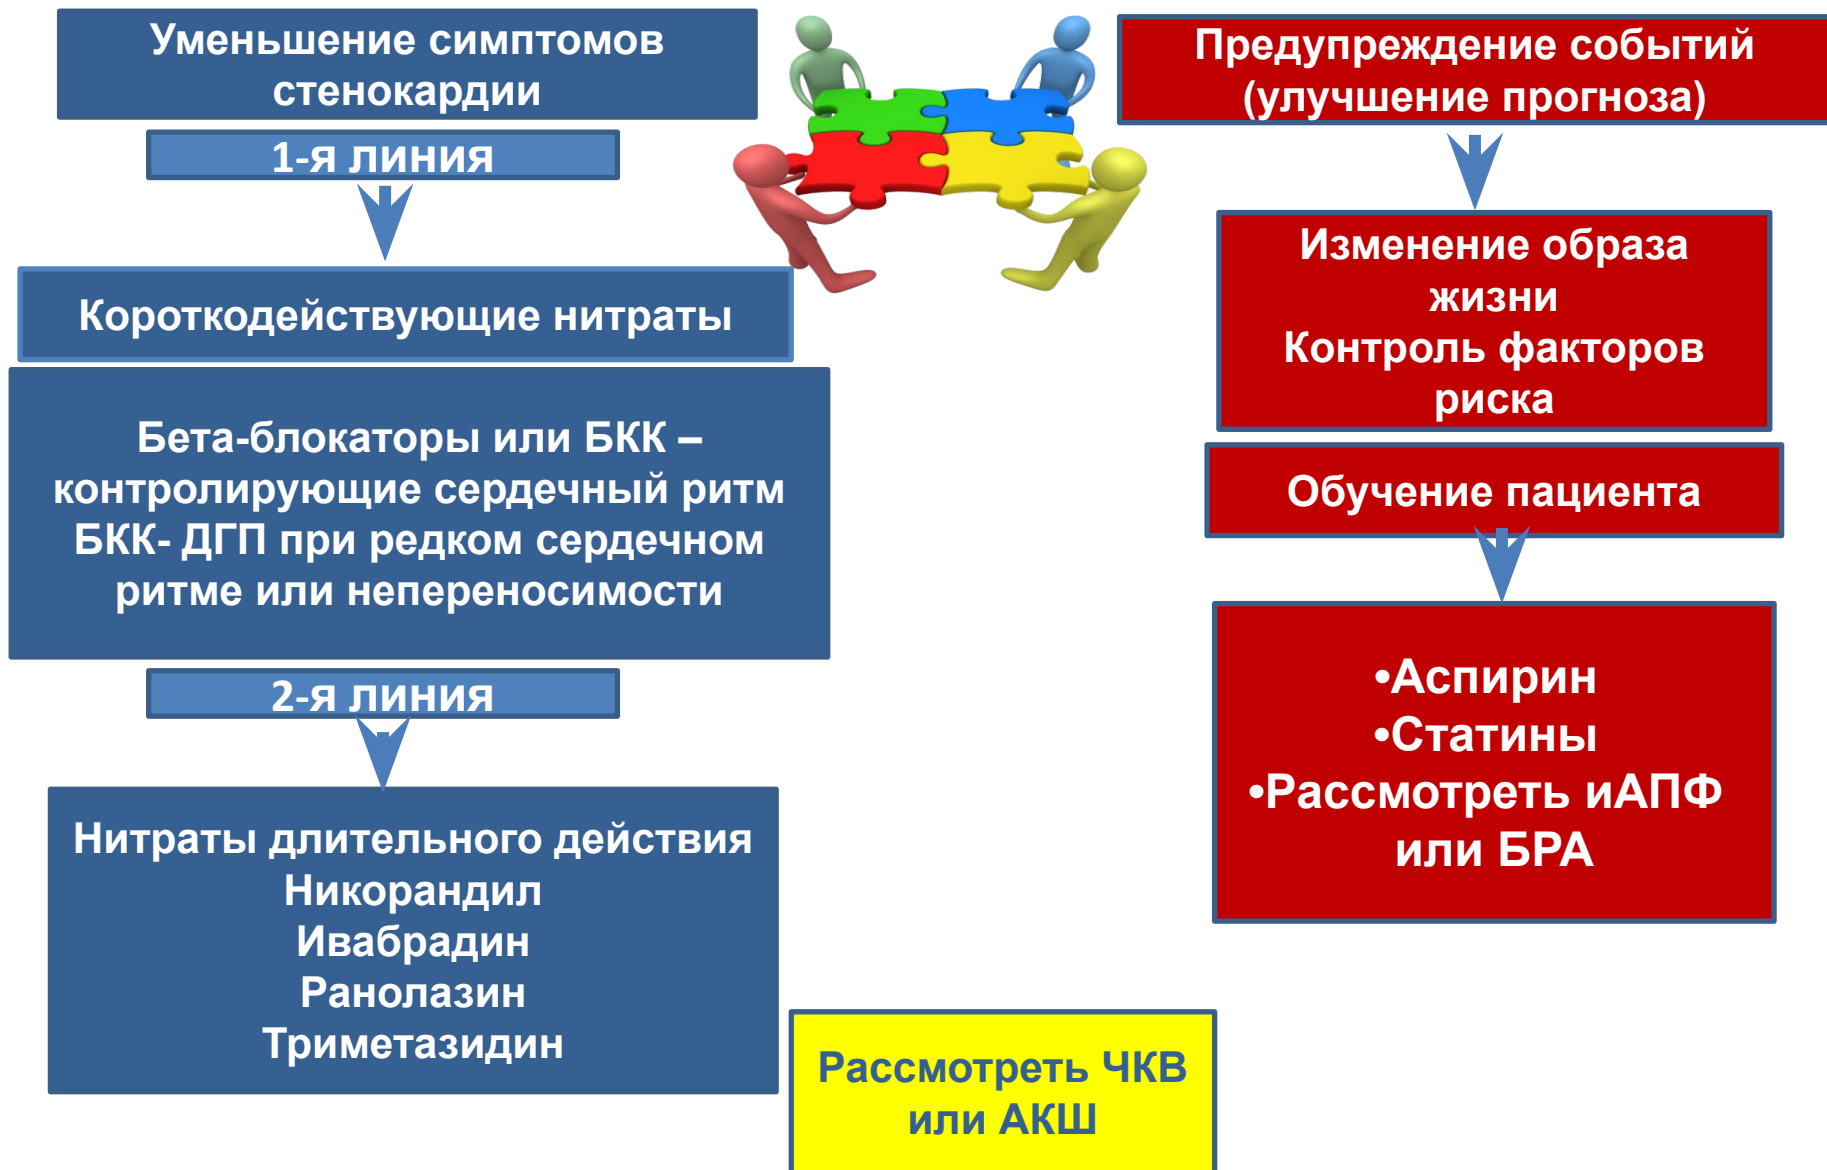 Уменьшение симптомов
стенокардии
1-я линия
Короткодействующие нитраты
Бета-блокаторы или БКК –
контролирующие сердечный ритм
БКК- ДГП при редком сердечном
ритме или непереносимости
2-я линия
Нитраты длительного действия
Никорандил
Ивабрадин
Ранолазин
Триметазидин
Предупреждение событий
(улучшение прогноза)
Изменение образа
жизни
Контроль факторов
риска
Обучение пациента
•Аспирин
•Статины
•Рассмотреть иАПФ
или БРА
Рассмотреть ЧКВ
или АКШ